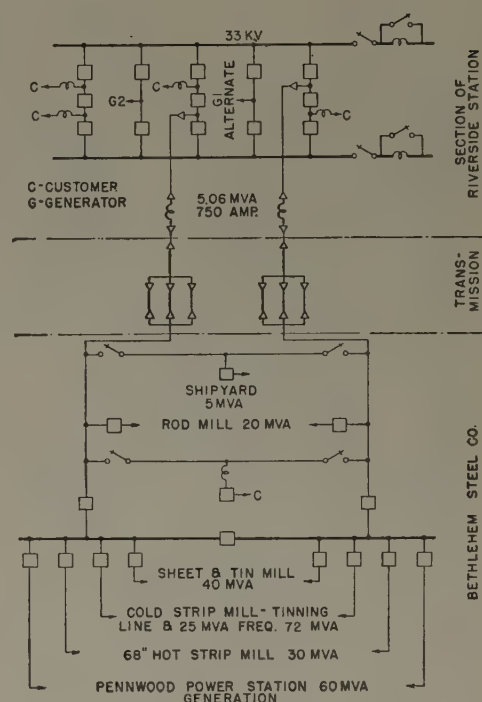 33 KV
C
C
G2
C
G1
ALTERNATE
C
C-CUSTOMER
G-GENERATOR
5.06 MVA
750 AMP.
SECTION OF
RIVERSIDE STATION
TRANS-
MISSION
SHIPYARD
5 MVA
ROD MILL 20 MVA
C
BETHLEHEM STEEL CO.
SHEET & TIN MILL
40 MVA
COLD STRIP MILL-TINNING
LINE & 25 MVA FREQ. 72 MVA
68" HOT STRIP MILL 30 MVA
PENNWOOD POWER STATION 60 MVA
GENERATION